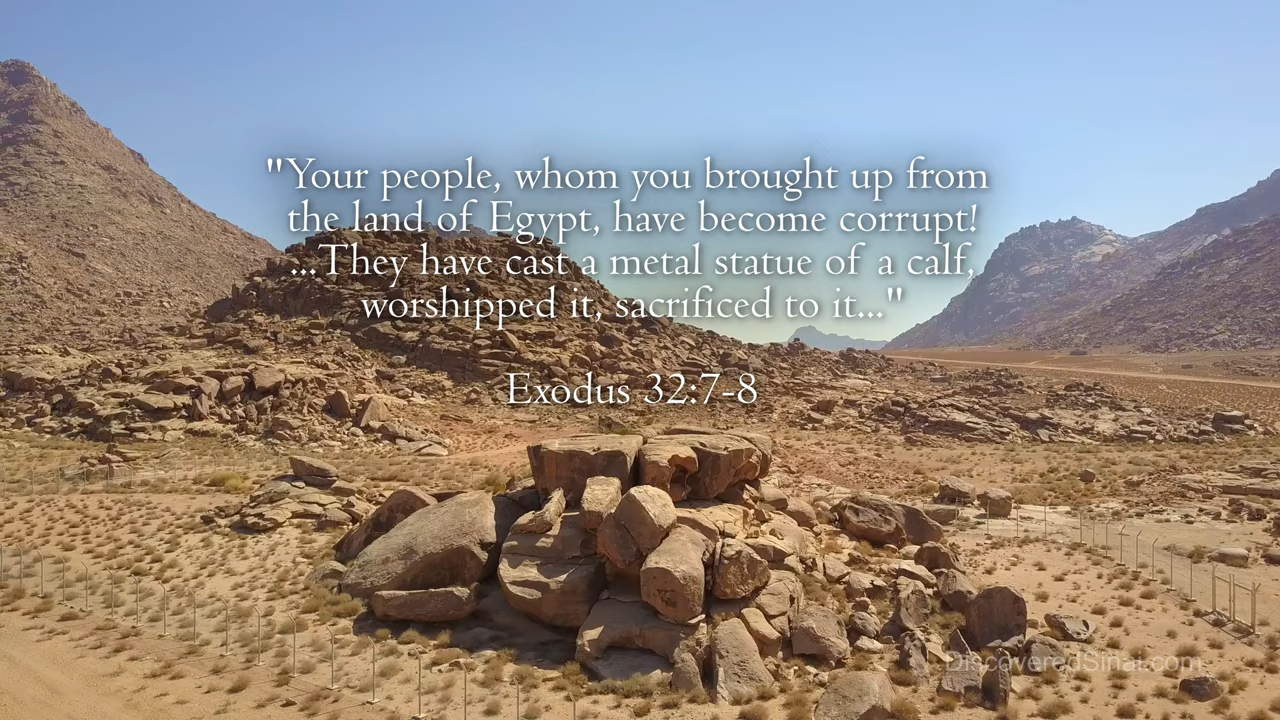 "Your people, whom you brought up from
the land of Egypt, have become corrupt!
...They have cast a metal statue of a calf,
worshipped it, sacrificed to it..."
Exodus 32:7-8
DiscoveredSinai.com